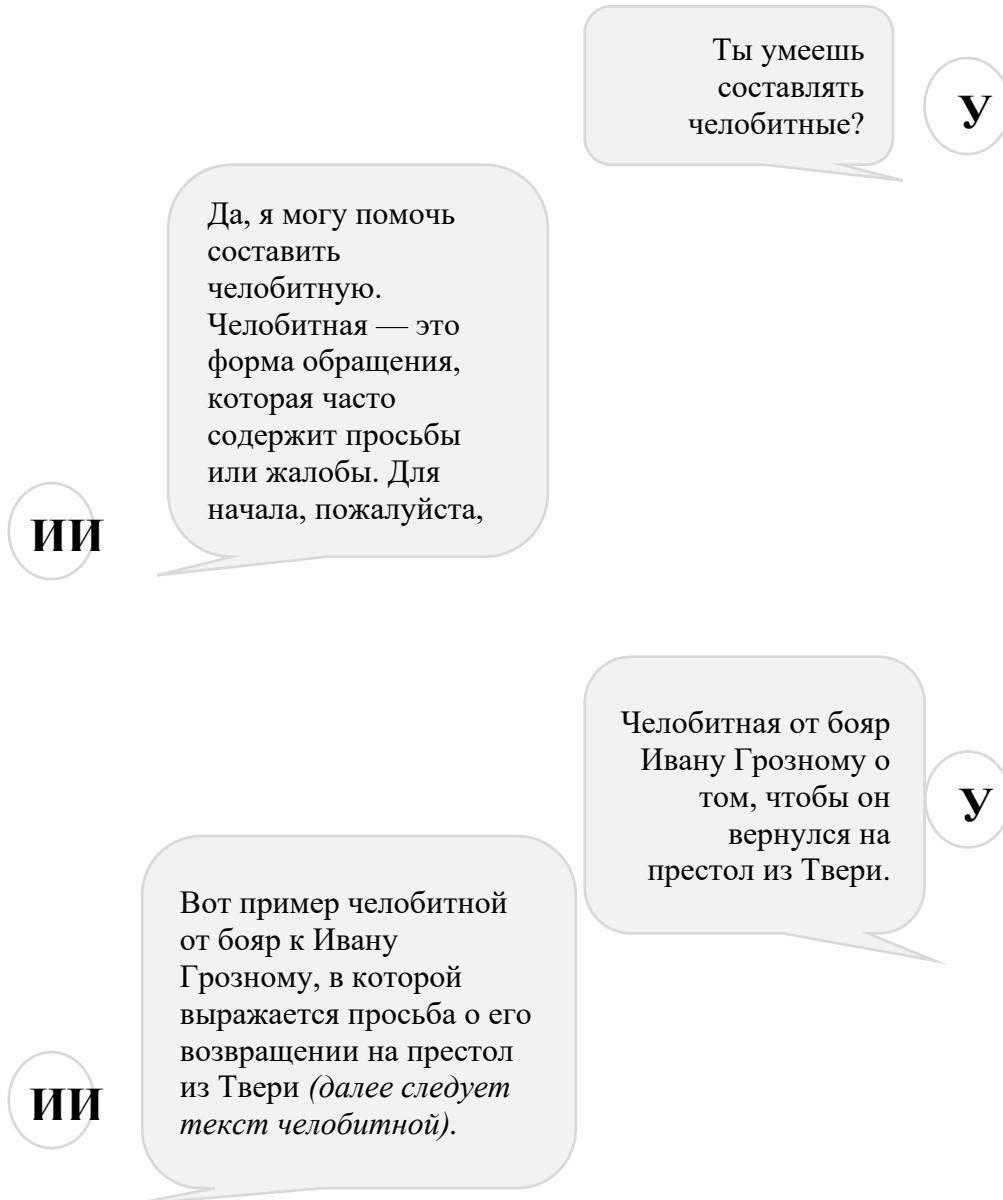 Ты умеешь
составлять
челобитные?
У
Да, я могу помочь
составить
челобитную.
Челобитная — это
форма обращения,
которая часто
содержит просьбы
или жалобы. Для
начала, пожалуйста,
ИИ
Челобитная от бояр
Ивану Грозному о
том, чтобы он
вернулся на
престол из Твери.
У
Вот пример челобитной
от бояр к Ивану
Грозному, в которой
выражается просьба о его
возвращении на престол
из Твери (далее следует
текст челобитной).
ИИ